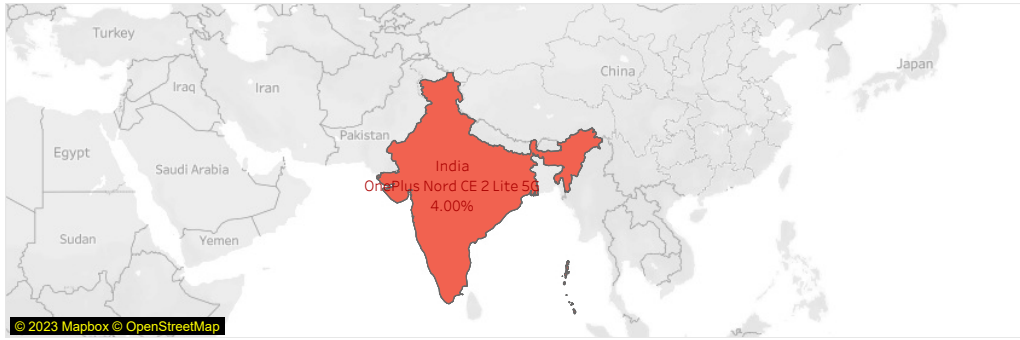 Turkey
Japan
China
Iraq
Iran
Pakistan
Egypt
Saudi Arabia
India
OnePlus Nord CE 2 Lite 5G
4.00%
Sudan
Yemen
© 2023 Mapbox © OpenStreetMap